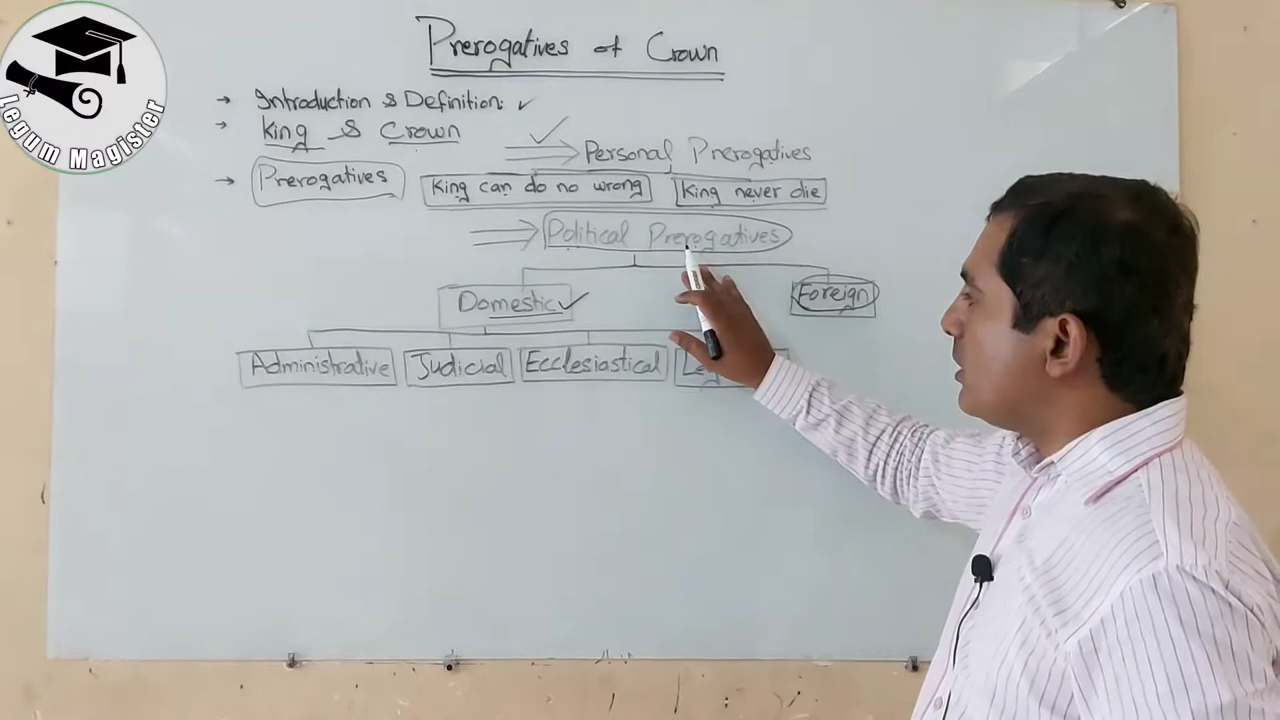 Legum Magister
Prerogatives of Crown
→ Introduction & Definition: ✓
→ King & Crown
⇒ Personal Prerogatives
→ Prerogatives
King can do no wrong
King never die
⇒ Political Prerogatives
Domestic ✓
Foreign
Administrative
Judicial
Ecclesiastical